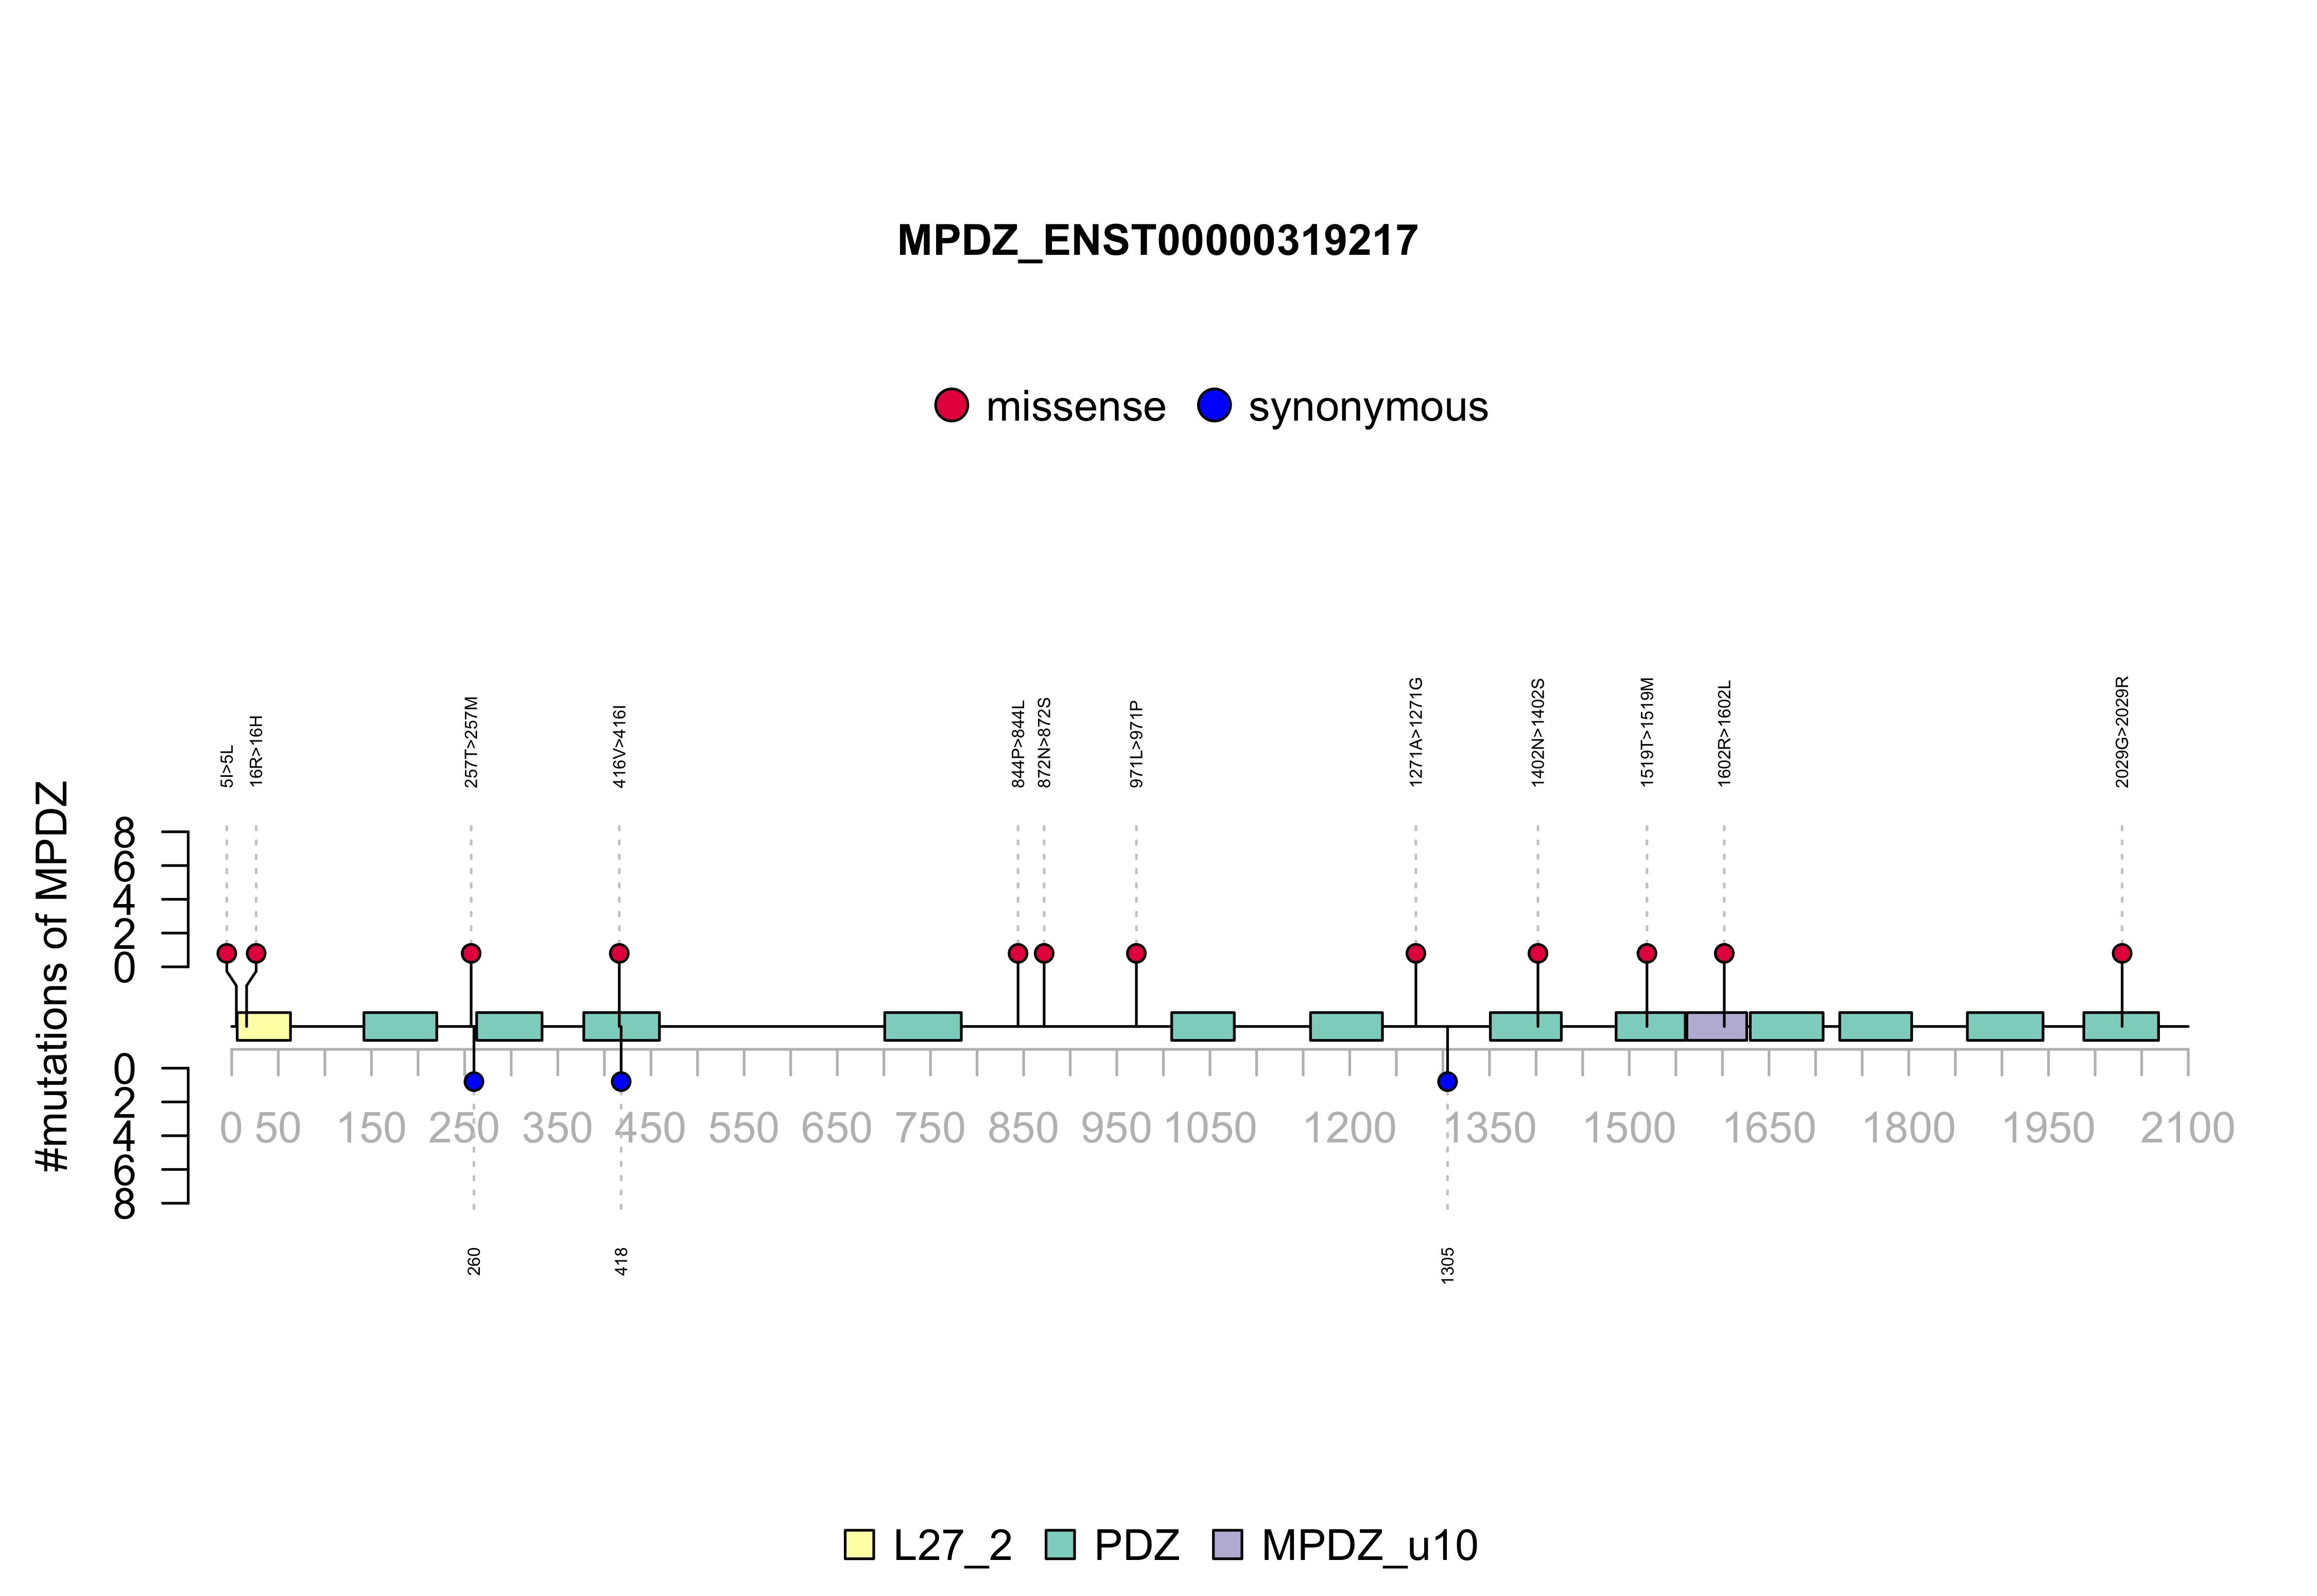 MPDZ_ENST00000319217
missense synonymous
5I>5L
16R>16H
257T>257M
416V>416I
844P>844L
872N>872S
971L>971P
1271A>1271G
1402N>1402S
1519T>1519M
1602R>1602L
2029G>2029R
#mutations of MPDZ
8
6
4
2
0
0
2
4
6
8
0 50 150 250 350 450 550 650 750 850 950 1050 1200 1350 1500 1650 1800 1950 2100
260
418
1305
L27_2 PDZ MPDZ_u10